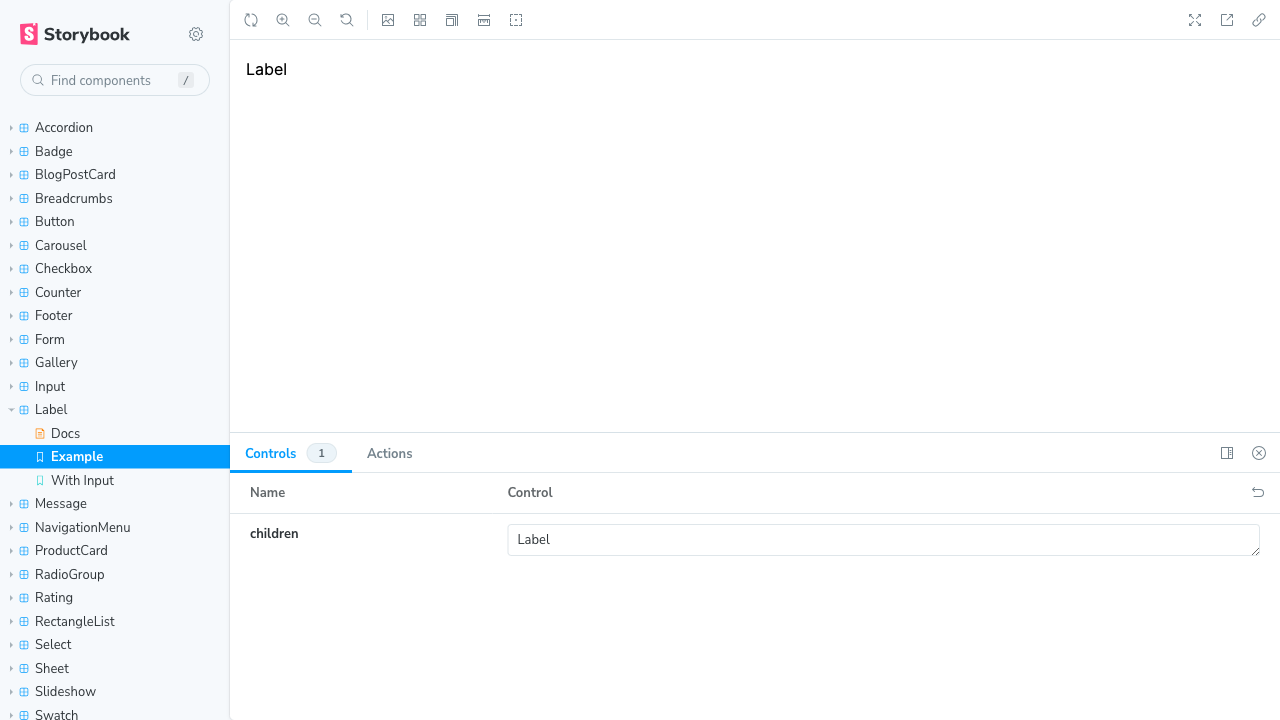 Storybook
Find components
/
Accordion
Badge
BlogPostCard
Breadcrumbs
Button
Carousel
Checkbox
Counter
Footer
Form
Gallery
Input
Label
Docs
Example
With Input
Message
NavigationMenu
ProductCard
RadioGroup
Rating
RectangleList
Select
Sheet
Slideshow
Swatch
Label
Controls 1 Actions
Name Control
children Label